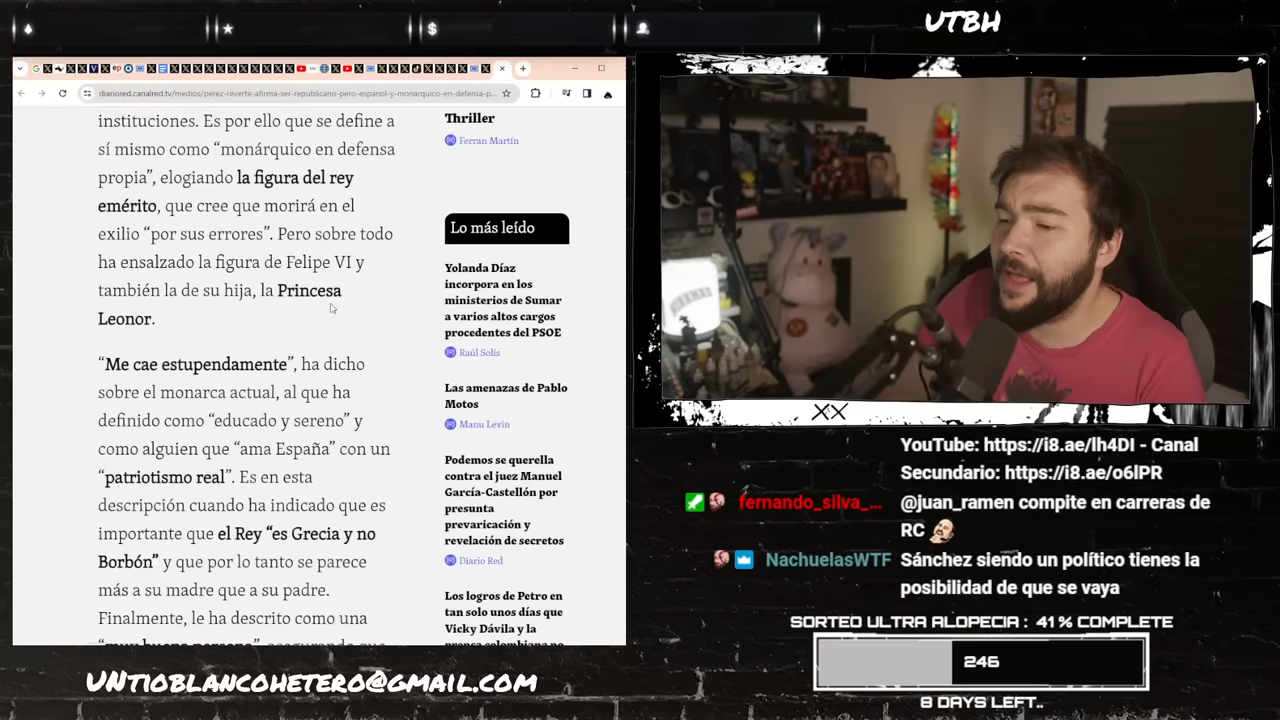 UTBH
diariored.canalred.tv/medios/perez-reverte-afirma-ser-republicano-pero-espanol-y-monarquico-en-defensa-p...
instituciones. Es por ello que se define a
sí mismo como “monárquico en defensa
propia”, elogiando la figura del rey
emérito, que cree que morirá en el
exilio “por sus errores”. Pero sobre todo
ha ensalzado la figura de Felipe VI y
también la de su hija, la Princesa
Leonor.
“Me cae estupendamente”, ha dicho
sobre el monarca actual, al que ha
definido como “educado y sereno” y
como alguien que “ama España” con un
“patriotismo real”. Es en esta
descripción cuando ha indicado que es
importante que el Rey “es Grecia y no
Borbón” y que por lo tanto se parece
más a su madre que a su padre.
Finalmente, le ha descrito como una
Thriller
Ferran Martín
Lo más leído
Yolanda Díaz
incorpora en los
ministerios de Sumar
a varios altos cargos
procedentes del PSOE
Raúl Solís
Las amenazas de Pablo
Motos
Manu Levin
Podemos se querella
contra el juez Manuel
García-Castellón por
presunta
prevaricación y
revelación de secretos
Diario Red
Los logros de Petro en
tan solo unos días que
Vicky Dávila y la
prensa colombiana no
YouTube: https://i8.ae/lh4DI - Canal
Secundario: https://i8.ae/o6lPR
fernando_silva_... @juan_ramen compite en carreras de
RC
NachuelasWTF Sánchez siendo un político tienes la
posibilidad de que se vaya
SORTEO ULTRA ALOPECIA : 41% COMPLETE
246
8 DAYS LEFT..
UNTIOBLANCOHETERO@GMAIL.COM